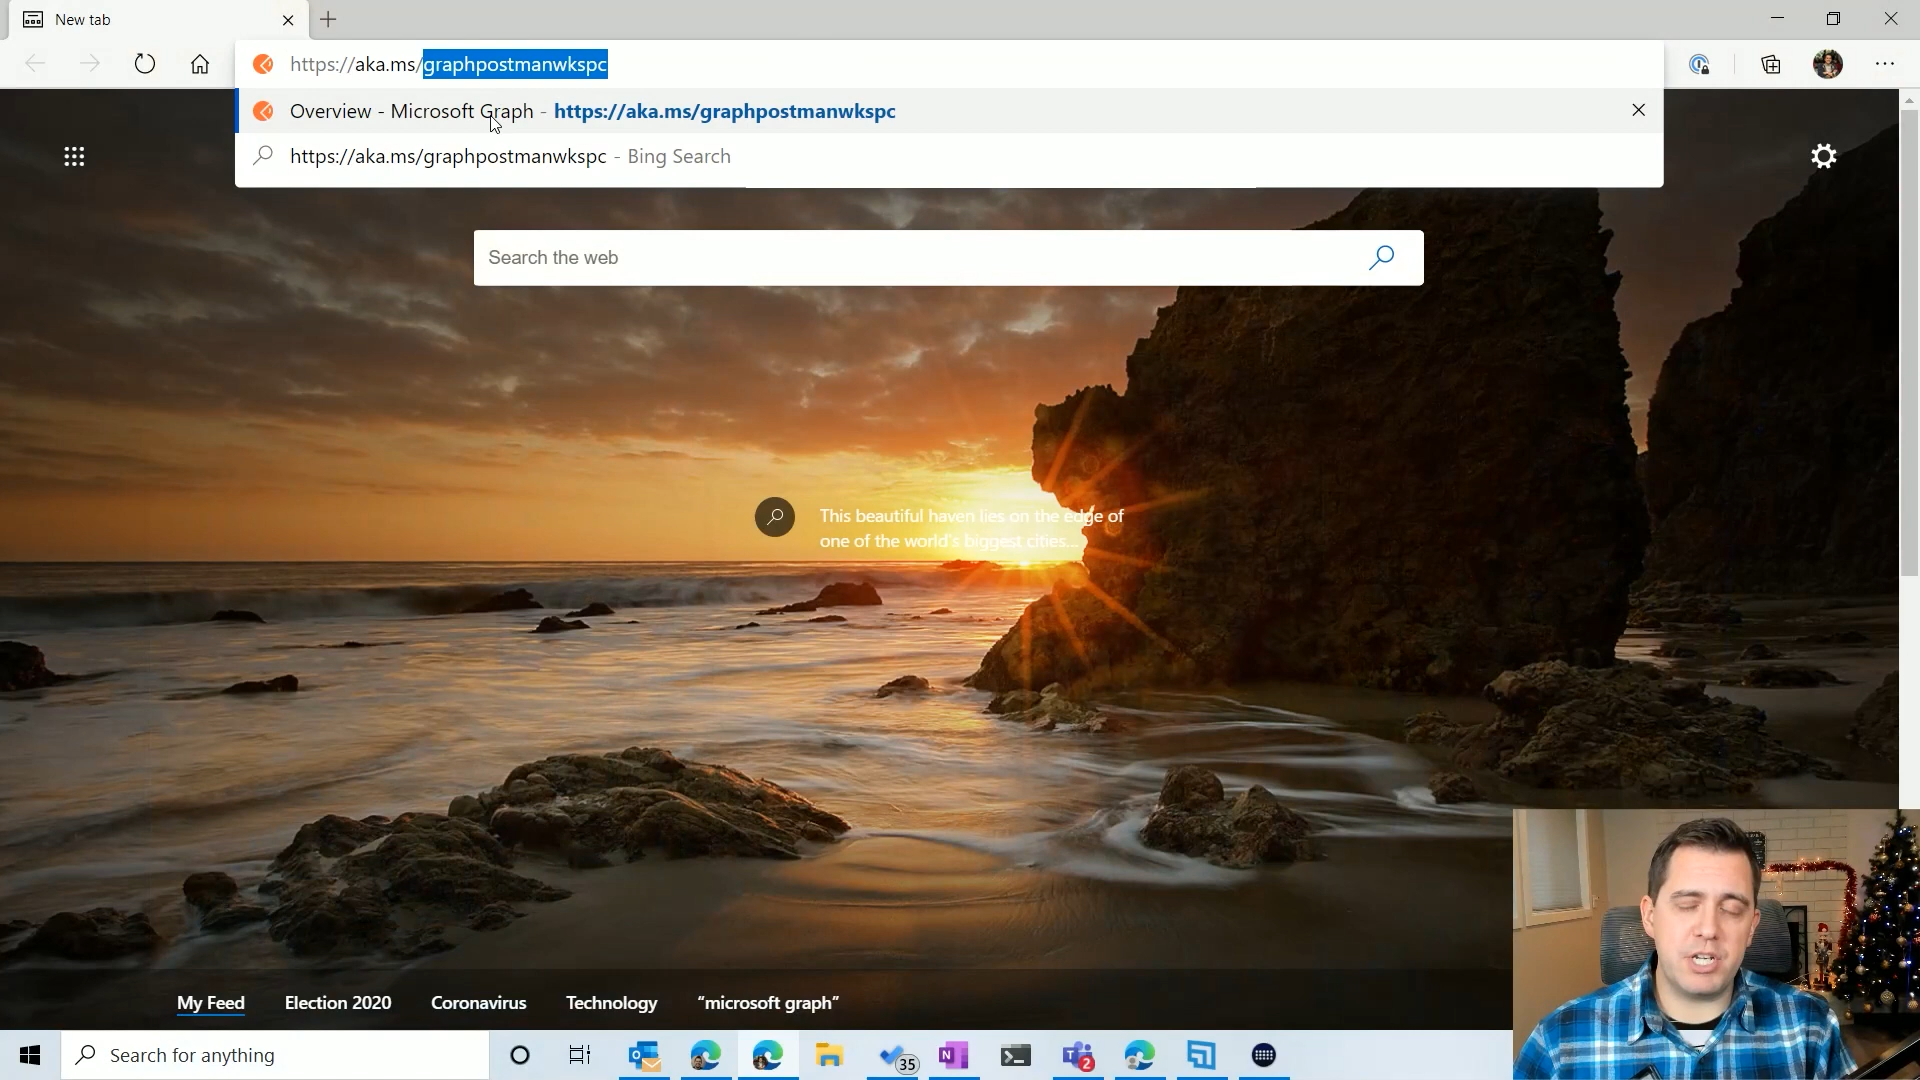 New tab
https://aka.ms/graphpostmanwkspc
Overview - Microsoft Graph - https://aka.ms/graphpostmanwkspc
https://aka.ms/graphpostmanwkspc - Bing Search
Search the web
This beautiful haven lies on the edge of
one of the world's biggest cities...
My Feed Election 2020 Coronavirus Technology "microsoft graph"
Search for anything
35
2